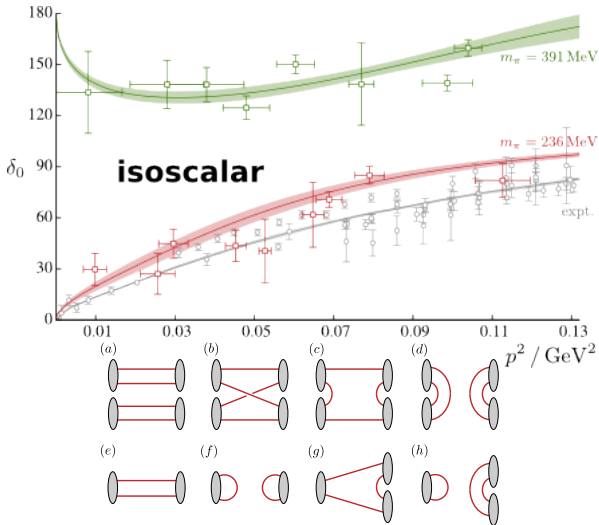 180
150
120
90
60
30
0
δ₀
mπ = 391 MeV
mπ = 236 MeV
isoscalar
expt.
0.01 0.03 0.05 0.07 0.09 0.11 0.13
p² / GeV²
(a) (b) (c) (d)
(e) (f) (g) (h)